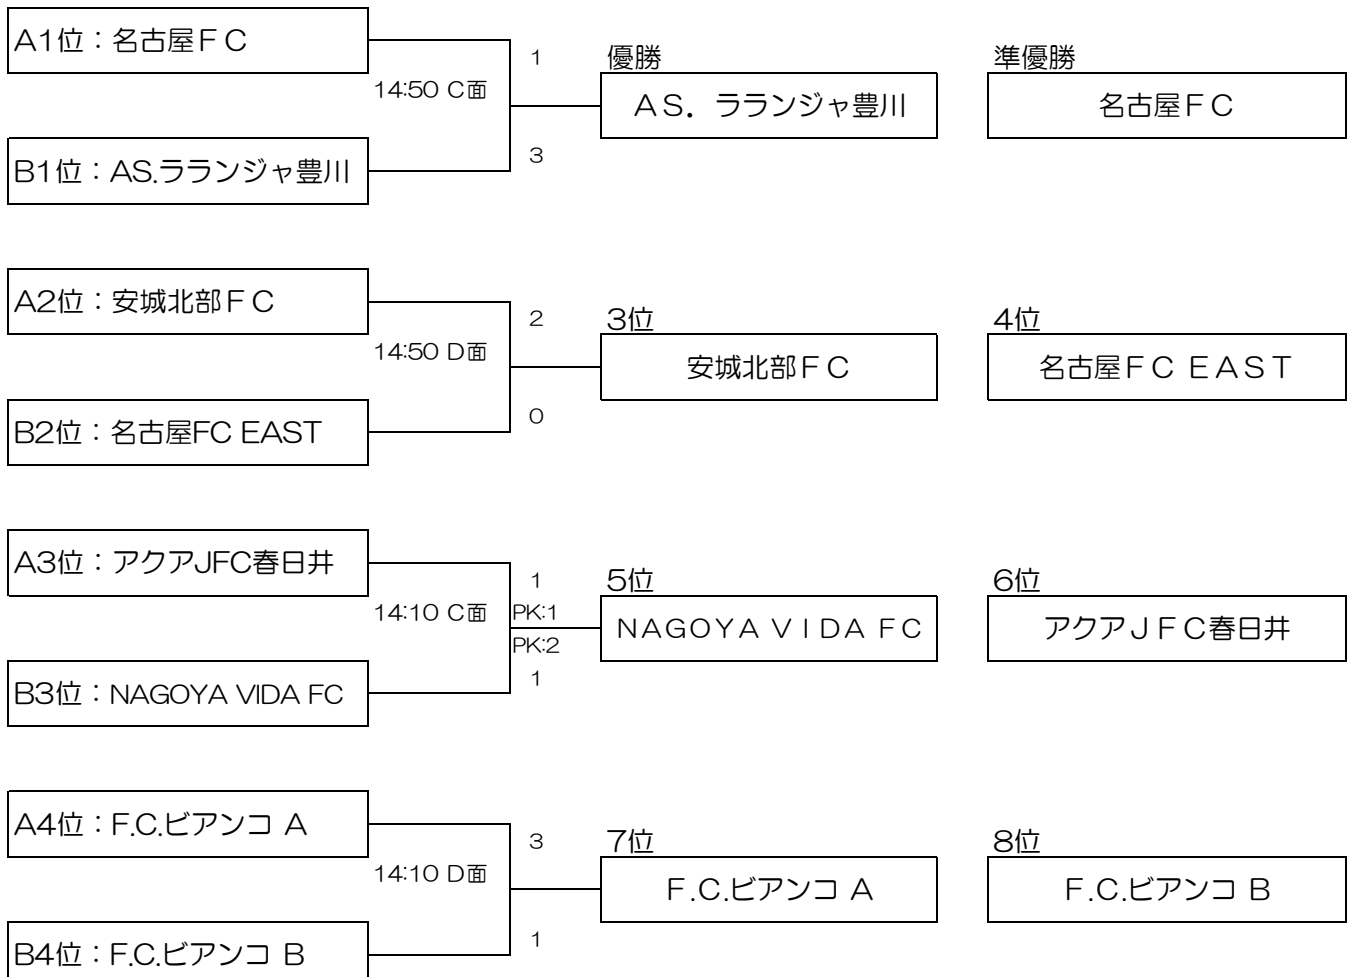 A1位：名古屋ＦＣ
1
優勝
準優勝
14:50 C面
ＡＳ．ラランジャ豊川
名古屋ＦＣ
B1位：AS.ラランジャ豊川
3
A2位：安城北部ＦＣ
2
3位
4位
14:50 D面
安城北部ＦＣ
名古屋ＦＣ ＥＡＳＴ
B2位：名古屋FC EAST
0
A3位：アクアJFC春日井
1
5位
6位
14:10 C面
PK:1
ＮＡＧＯＹＡ ＶＩＤＡ ＦＣ
アクアＪＦＣ春日井
PK:2
B3位：NAGOYA VIDA FC
1
A4位：F.C.ビアンコ A
3
7位
8位
14:10 D面
Ｆ.Ｃ.ビアンコ A
Ｆ.Ｃ.ビアンコ B
B4位：F.C.ビアンコ B
1